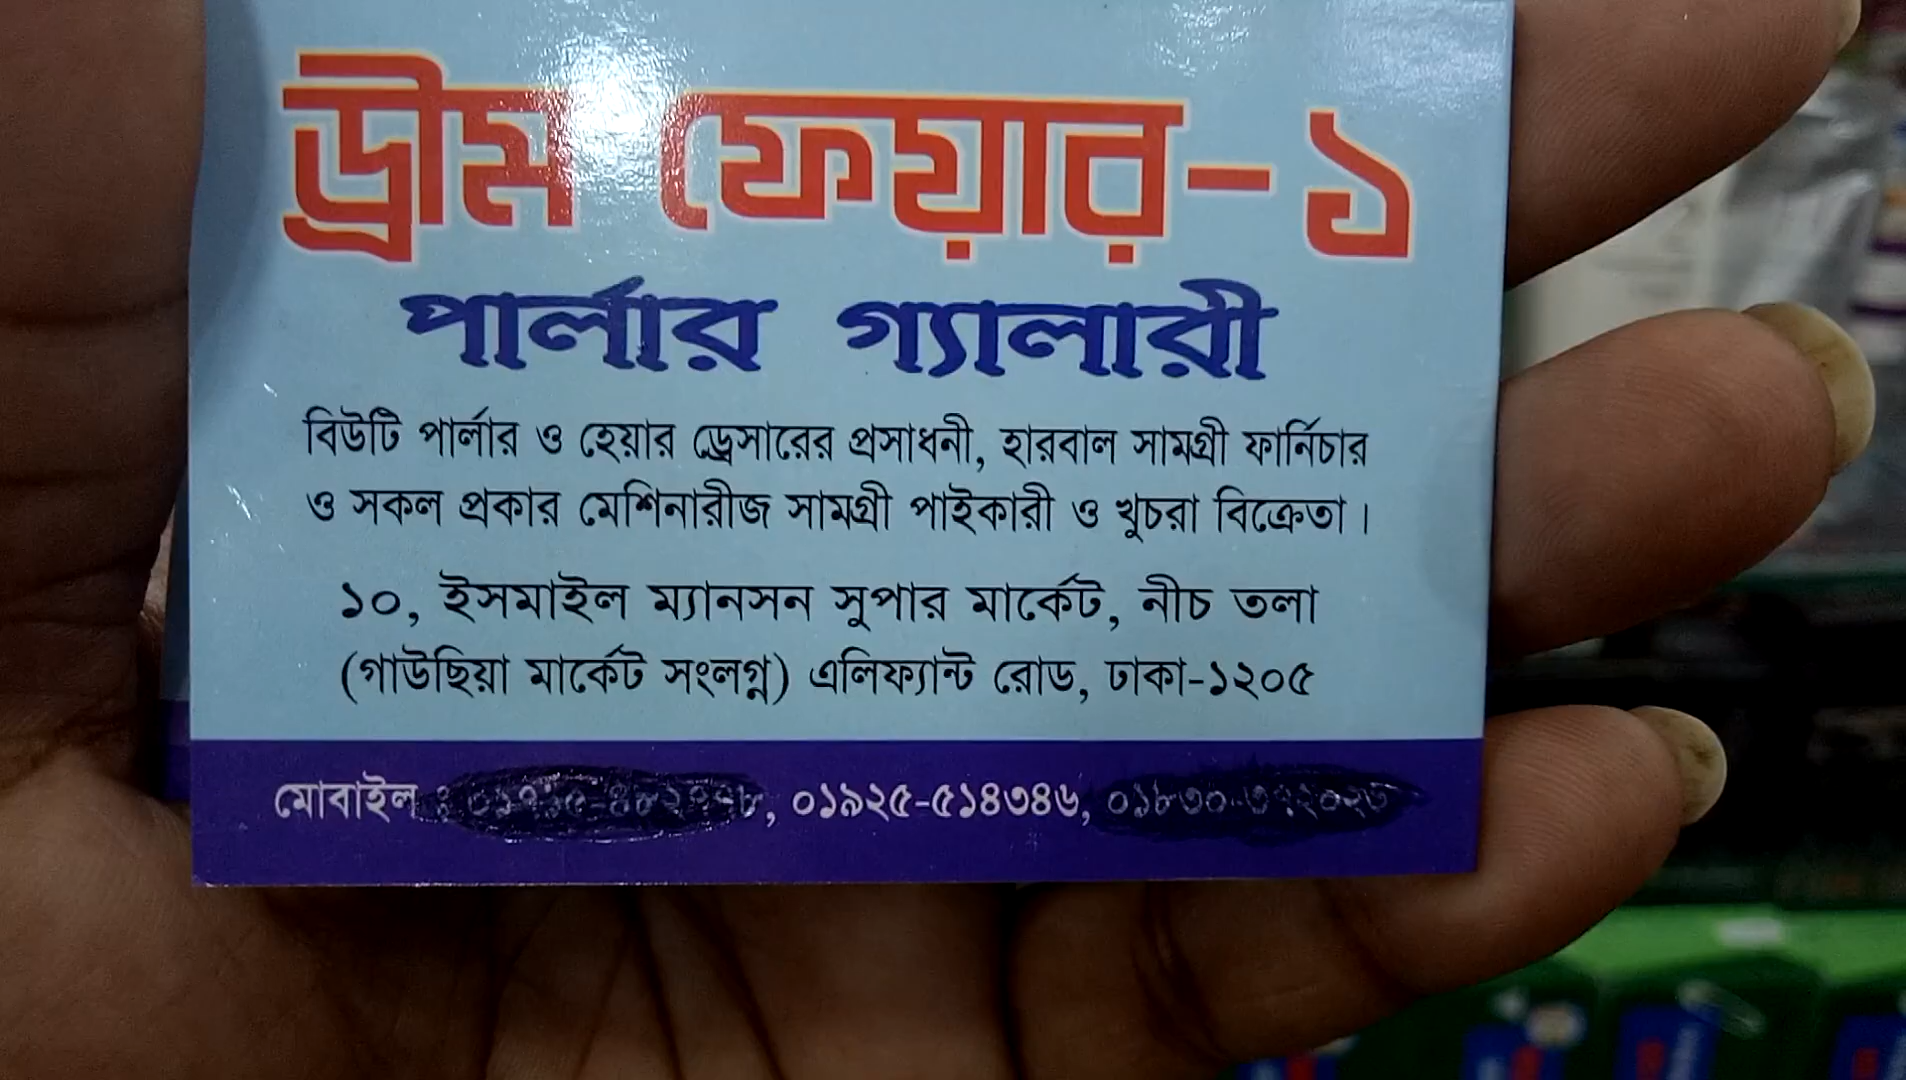 ড্রীম ফেয়ার-১
পার্লার গ্যালারী
বিউটি পার্লার ও হেয়ার ড্রেসারের প্রসাধনী, হারবাল সামগ্রী ফার্নিচার
ও সকল প্রকার মেশিনারীজ সামগ্রী পাইকারী ও খুচরা বিক্রেতা।
১০, ইসমাইল ম্যানসন সুপার মার্কেট, নীচ তলা
(গাউছিয়া মার্কেট সংলগ্ন) এলিফ্যান্ট রোড, ঢাকা-১২০৫
মোবাইল : , ০১৯২৫-৫১৪৩৪৬,